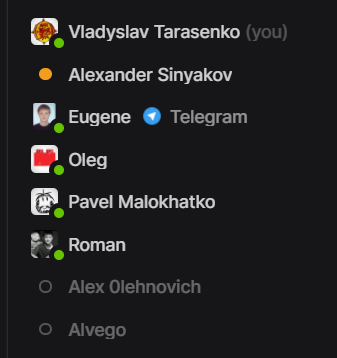 Vladyslav Tarasenko (you)
Alexander Sinyakov
Eugene Telegram
Oleg
Pavel Malokhatko
Roman
Alex 0lehnovich
Alvego